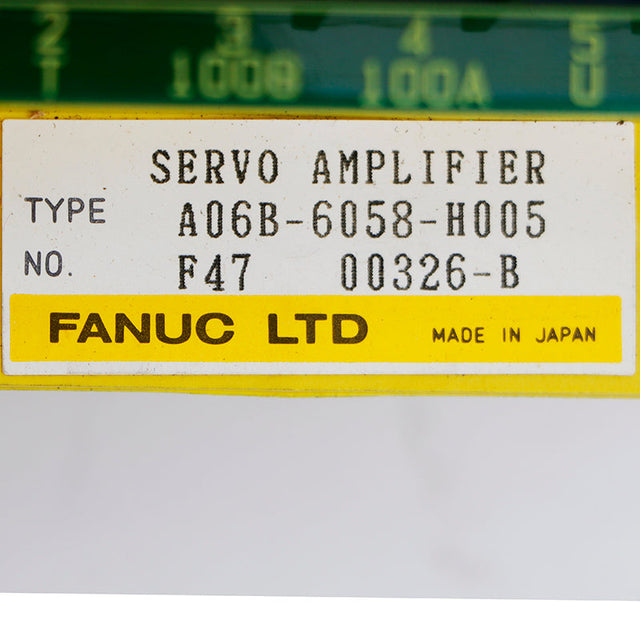 2 3 4 5
T 100B 100A U
SERVO AMPLIFIER
TYPE A06B-6058-H005
NO. F47 00326-B
FANUC LTD MADE IN JAPAN